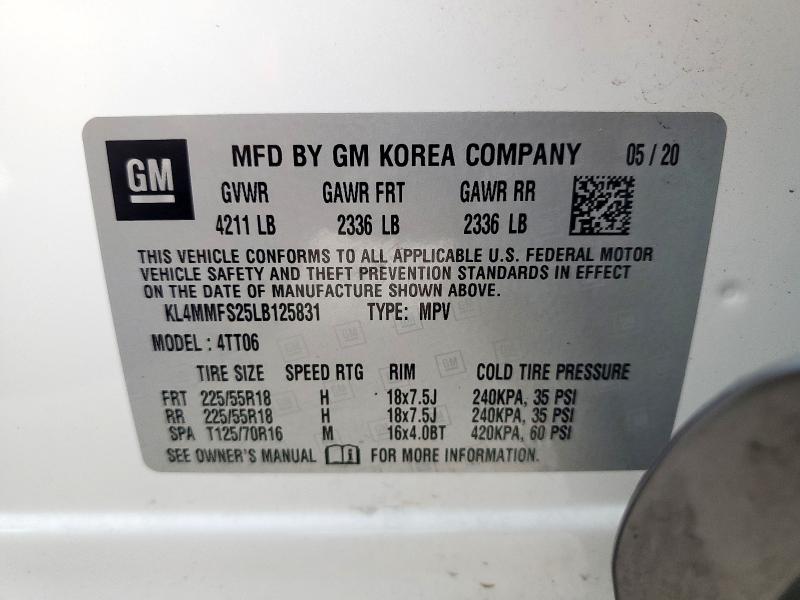 GM MFD BY GM KOREA COMPANY 05 / 20
GVWR GAWR FRT GAWR RR
4211 LB 2336 LB 2336 LB
THIS VEHICLE CONFORMS TO ALL APPLICABLE U.S. FEDERAL MOTOR
VEHICLE SAFETY AND THEFT PREVENTION STANDARDS IN EFFECT
ON THE DATE OF MANUFACTURE SHOWN ABOVE.
KL4MMFS25LB125831 TYPE: MPV
MODEL : 4TT06
TIRE SIZE SPEED RTG RIM COLD TIRE PRESSURE
FRT 225/55R18 H 18x7.5J 240KPA, 35 PSI
RR 225/55R18 H 18x7.5J 240KPA, 35 PSI
SPA T125/70R16 M 16x4.0BT 420KPA, 60 PSI
SEE OWNER'S MANUAL FOR MORE INFORMATION.